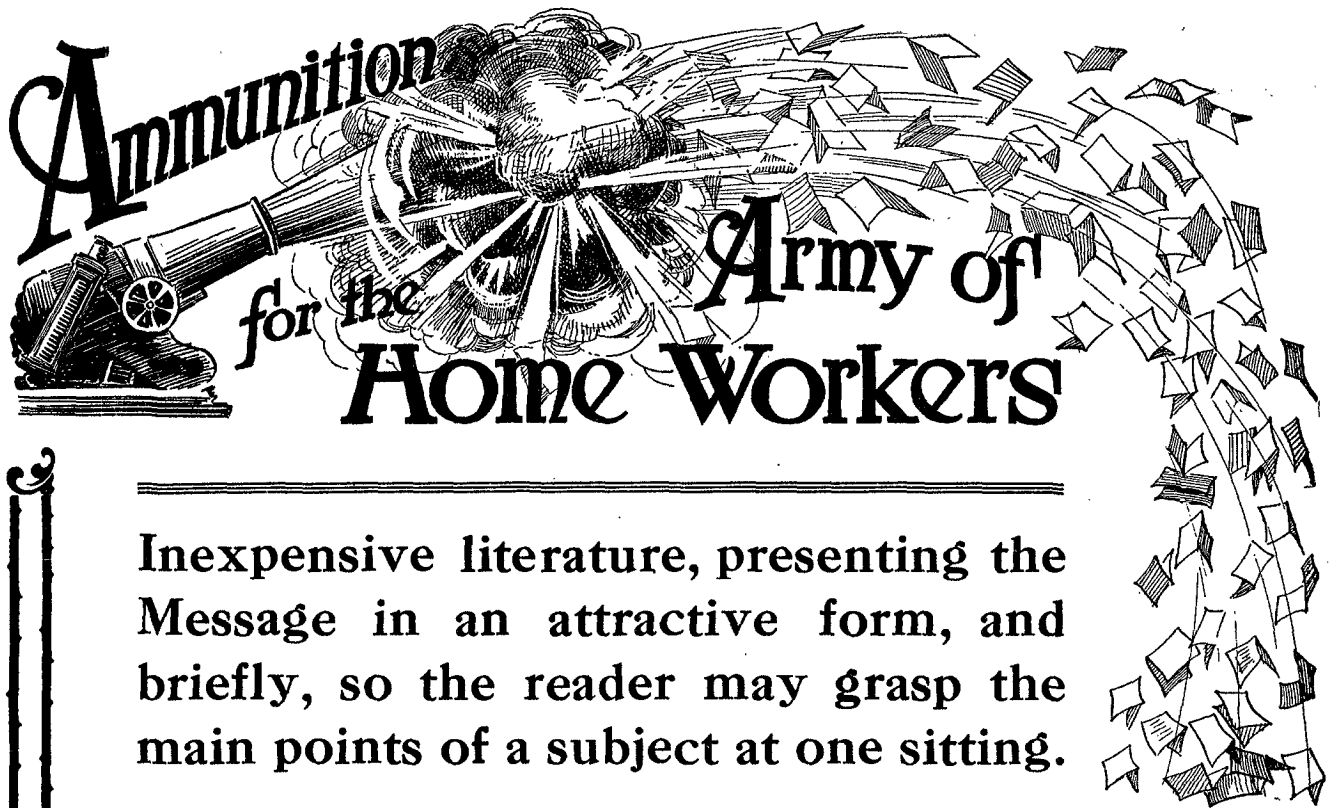 Ammunition
for the Army of
Home Workers
Inexpensive literature, presenting the
Message in an attractive form, and
briefly, so the reader may grasp the
main points of a subject at one sitting.